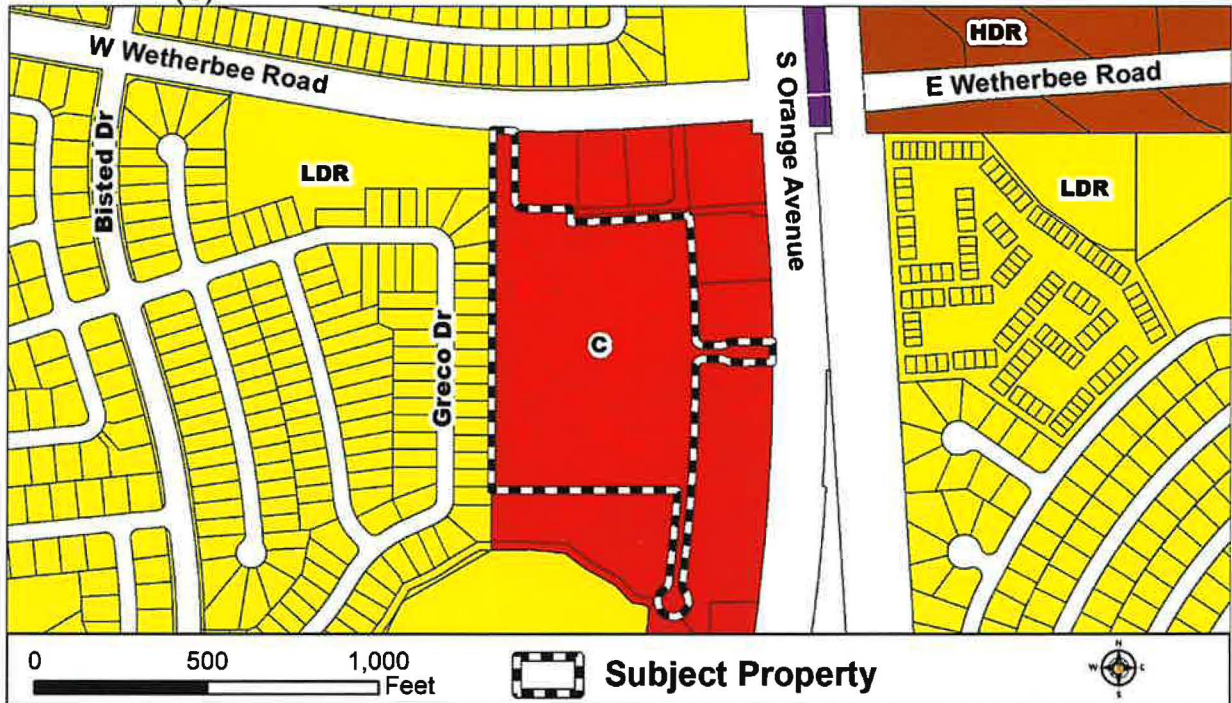 W Wetherbee Road
HDR
E Wetherbee Road
S Orange Avenue
Bisted Dr
LDR
LDR
Greco Dr
C
0 500 1,000
Feet
Subject Property
N
W E
S